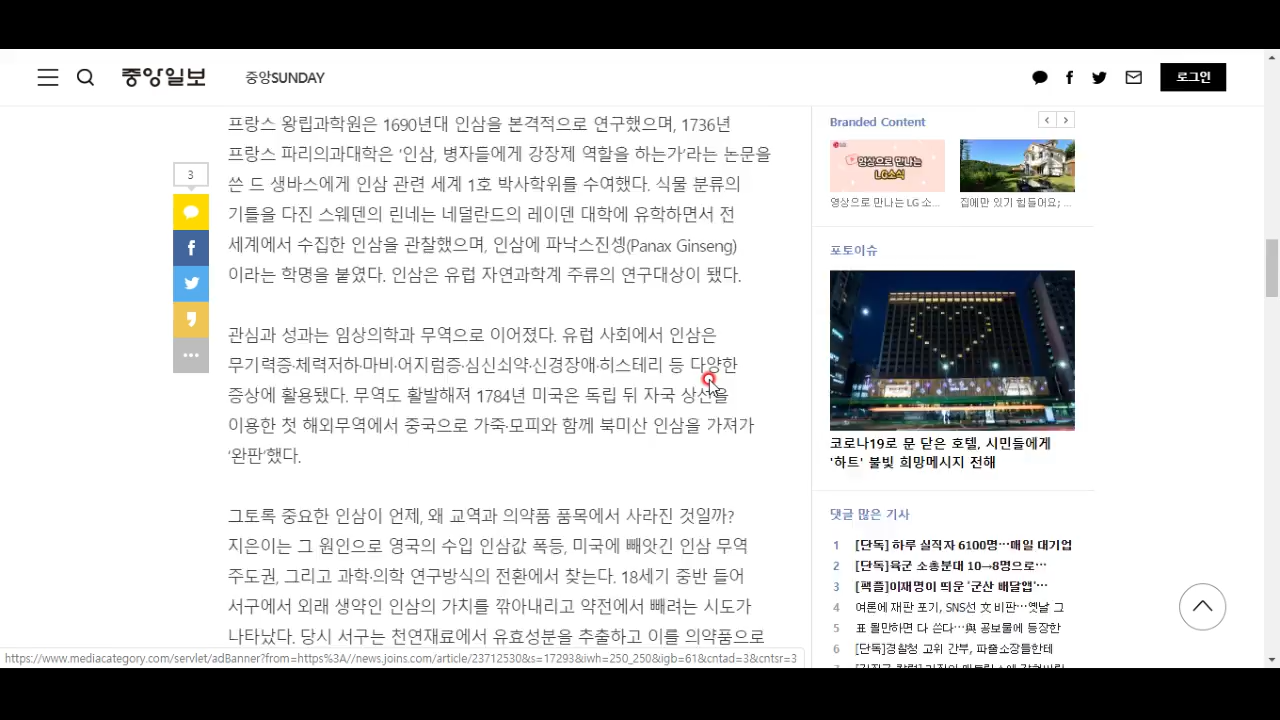 중앙일보
중앙SUNDAY
로그인
3
프랑스 왕립과학원은 1690년대 인삼을 본격적으로 연구했으며, 1736년
프랑스 파리의과대학은 '인삼, 병자들에게 강장제 역할을 하는가'라는 논문을
쓴 드 생바스에게 인삼 관련 세계 1호 박사학위를 수여했다. 식물 분류의
기틀을 다진 스웨덴의 린네는 네덜란드의 레이덴 대학에 유학하면서 전
세계에서 수집한 인삼을 관찰했으며, 인삼에 파낙스진셍(Panax Ginseng)
이라는 학명을 붙였다. 인삼은 유럽 자연과학계 주류의 연구대상이 됐다.
관심과 성과는 임상의학과 무역으로 이어졌다. 유럽 사회에서 인삼은
무기력증·체력저하·마비·어지럼증·심신쇠약·신경장애·히스테리 등 다양한
증상에 활용됐다. 무역도 활발해져 1784년 미국은 독립 뒤 자국 상선을
이용한 첫 해외무역에서 중국으로 가죽·모피와 함께 북미산 인삼을 가져가
'완판'했다.
그토록 중요한 인삼이 언제, 왜 교역과 의약품 품목에서 사라진 것일까?
지은이는 그 원인으로 영국의 수입 인삼값 폭등, 미국에 빼앗긴 인삼 무역
주도권, 그리고 과학·의학 연구방식의 전환에서 찾는다. 18세기 중반 들어
서구에서 외래 생약인 인삼의 가치를 깎아내리고 약전에서 빼려는 시도가
나타났다. 당시 서구는 천연재료에서 유효성분을 추출하고 이를 의약품으로
Branded Content
영상으로 만나는
LG소식
영상으로 만나는 LG 소...
집에만 있기 힘들어요; ...
포토이슈
코로나19로 문 닫은 호텔, 시민들에게
'하트' 불빛 희망메시지 전해
댓글 많은 기사
1 [단독] 하루 실직자 6100명…매일 대기업
2 [단독]육군 소총분대 10→8명으로…
3 [팩플]이재명이 띄운 '군산 배달앱'…
4 여론에 재판 포기, SNS선 文 비판…옛날 그
5 표 될만하면 다 쓴다…與 공보물에 등장한
6 [단독]경찰청 고위 간부, 파출소장들한테
https://www.mediacategory.com/servlet/adBanner?from=https%3A//news.joins.com/article/23712530&s=17293&iwh=250_250&igb=61&cntad=3&cntsr=3